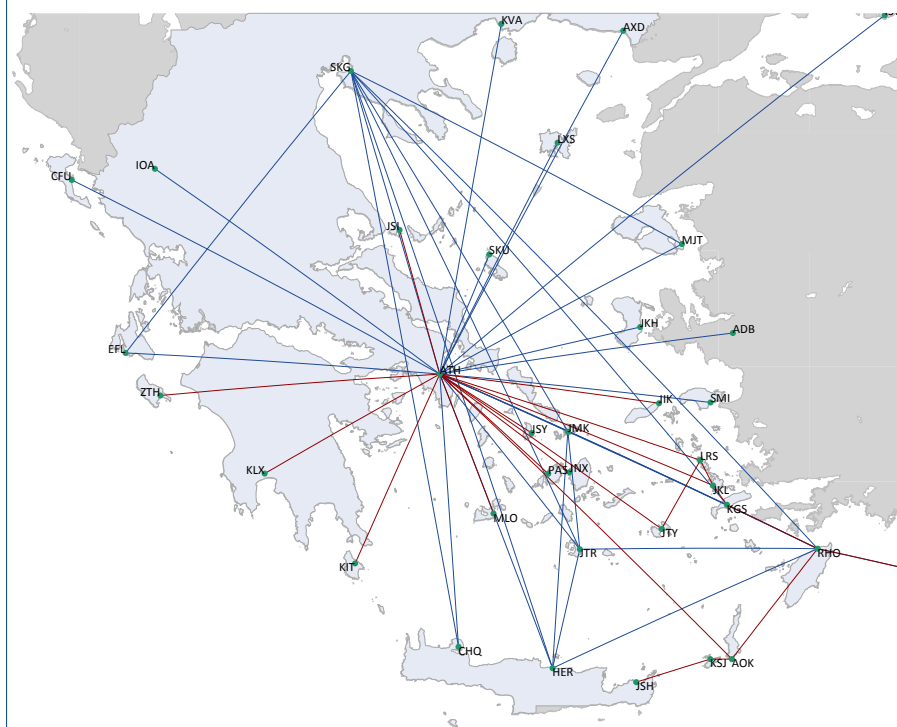 KVA
AXD
SKG
LXS
IOA
CFU
JSI
SKU
MJT
JKH
ADB
EFL
ATH
ZTH
JIK
SMI
JSY
JMK
LRS
KLX
PAS
JNX
JKL
KGS
MLO
JTY
JTR
RHO
KIT
CHQ
HER
KSJ
AOK
JSH